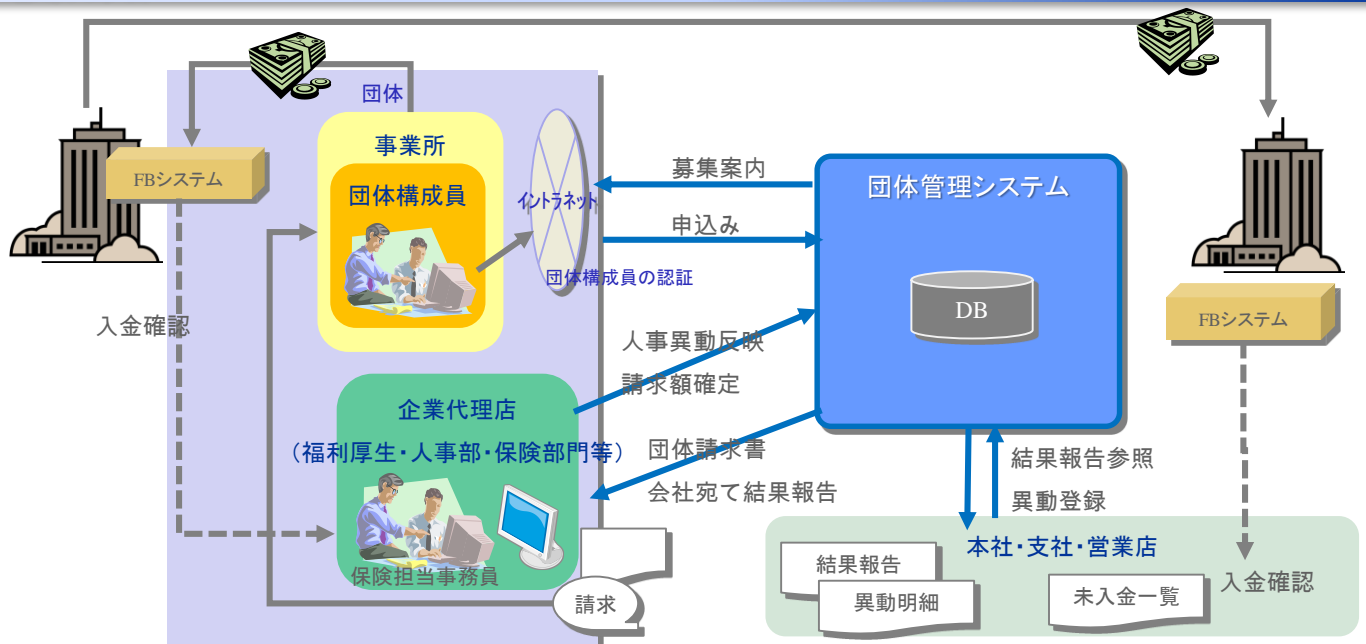 団体
事業所
団体構成員
FBシステム
イントラネット
募集案内
申込み
団体構成員の認証
団体管理システム
DB
FBシステム
入金確認
人事異動反映
請求額確定
企業代理店
（福利厚生・人事部・保険部門等）
団体請求書
会社宛て結果報告
保険担当事務員
請求
結果報告参照
異動登録
本社・支社・営業店
結果報告
異動明細
未入金一覧
入金確認